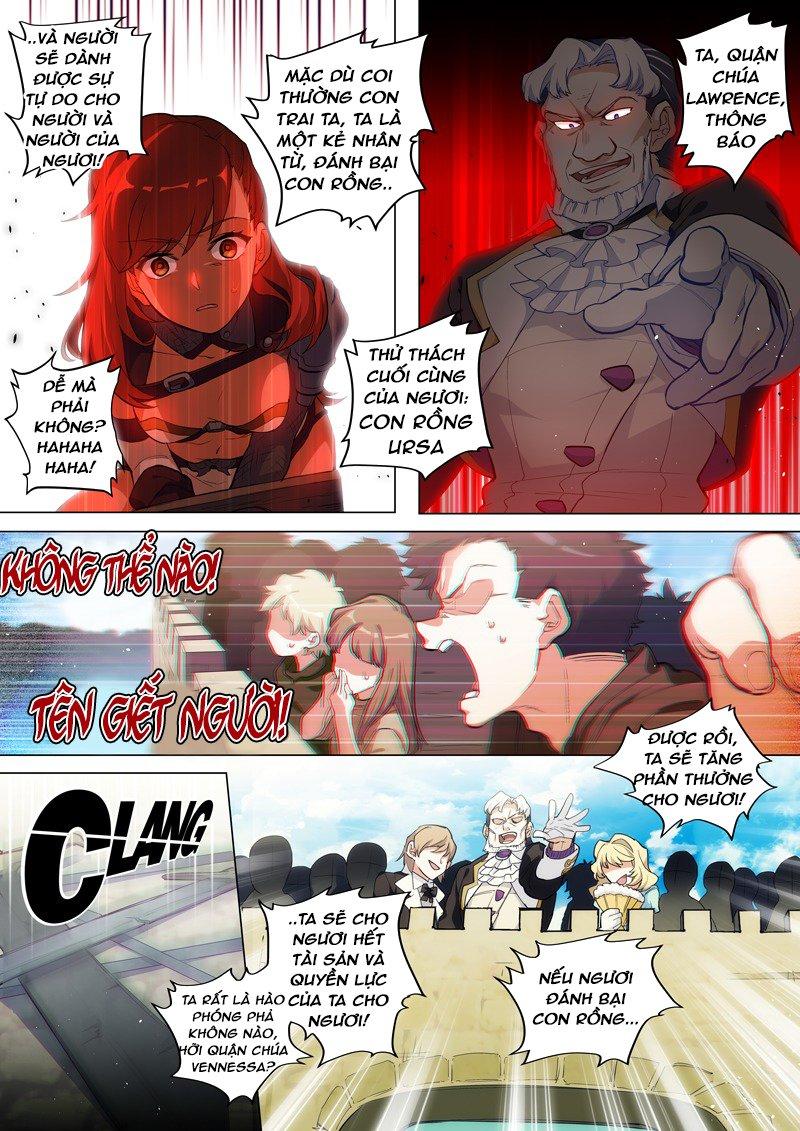 TA, QUẬN
CHÚA
LAWRENCE,
THÔNG
BÁO
MẶC DÙ COI
THƯỜNG CON
TRAI TA, TA LÀ
MỘT KẺ NHÂN
TỪ, ĐÁNH BẠI
CON RỒNG..
..VÀ NGƯỜI
SẼ DÀNH
ĐƯỢC SỰ
TỰ DO CHO
NGƯỜI VÀ
NGƯỜI CỦA
NGƯƠI!
THỬ THÁCH
CUỐI CÙNG
CỦA NGƯƠI:
CON RỒNG
URSA
DỄ MÀ
PHẢI
KHÔNG?
HAHAHA
HAHA!
KHÔNG THỂ NÀO!
TÊN GIẾT NGƯỜI!
ĐƯỢC RỒI,
TA SẼ TĂNG
PHẦN THƯỞNG
CHO NGƯƠI!
CLANG
NẾU NGƯƠI
ĐÁNH BẠI
CON RỒNG...
..TA SẼ CHO
NGƯƠI HẾT
TÀI SẢN VÀ
QUYỀN LỰC
CỦA TA CHO
NGƯƠI!
TA RẤT LÀ HÀO
PHÓNG PHẢ
KHÔNG NÀO,
HỠI QUẬN CHÚA
VENNESSA?